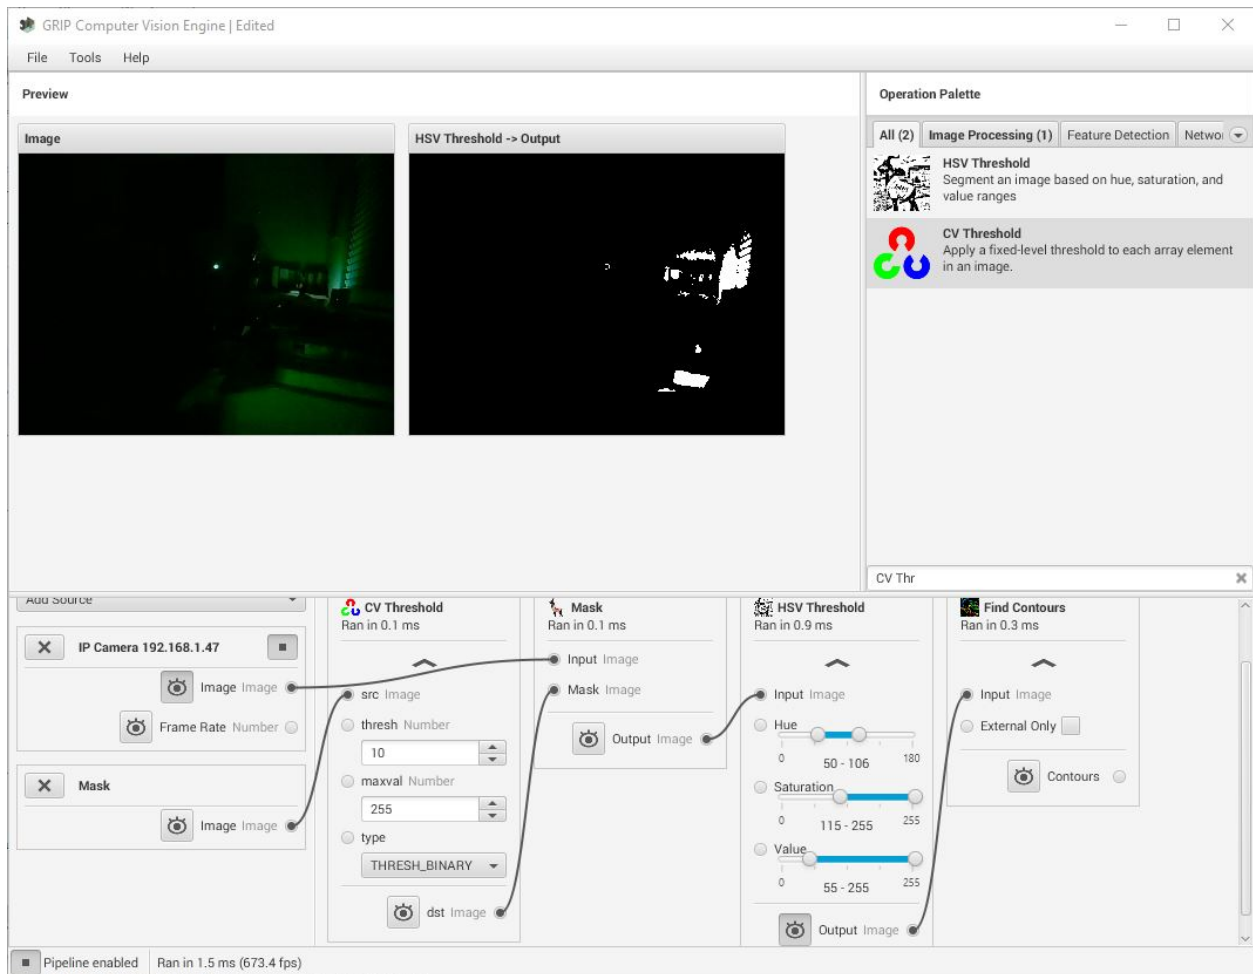 GRIP Computer Vision Engine | Edited
File Tools Help
Preview
Image
HSV Threshold -> Output
Operation Palette
All (2) Image Processing (1) Feature Detection Netwo
HSV Threshold
Segment an image based on hue, saturation, and
value ranges
CV Threshold
Apply a fixed-level threshold to each array element
in an image.
CV Thr
Add Source
IP Camera 192.168.1.47
Image Image
Frame Rate Number
Mask
Image Image
CV Threshold
Ran in 0.1 ms
src Image
thresh Number
10
maxval Number
255
type
THRESH_BINARY
dst Image
Mask
Ran in 0.1 ms
Input Image
Mask Image
Output Image
HSV Threshold
Ran in 0.9 ms
Input Image
Hue
0 50 - 106 180
Saturation
0 115 - 255 255
Value
0 55 - 255 255
Output Image
Find Contours
Ran in 0.3 ms
Input Image
External Only
Contours
Pipeline enabled Ran in 1.5 ms (673.4 fps)